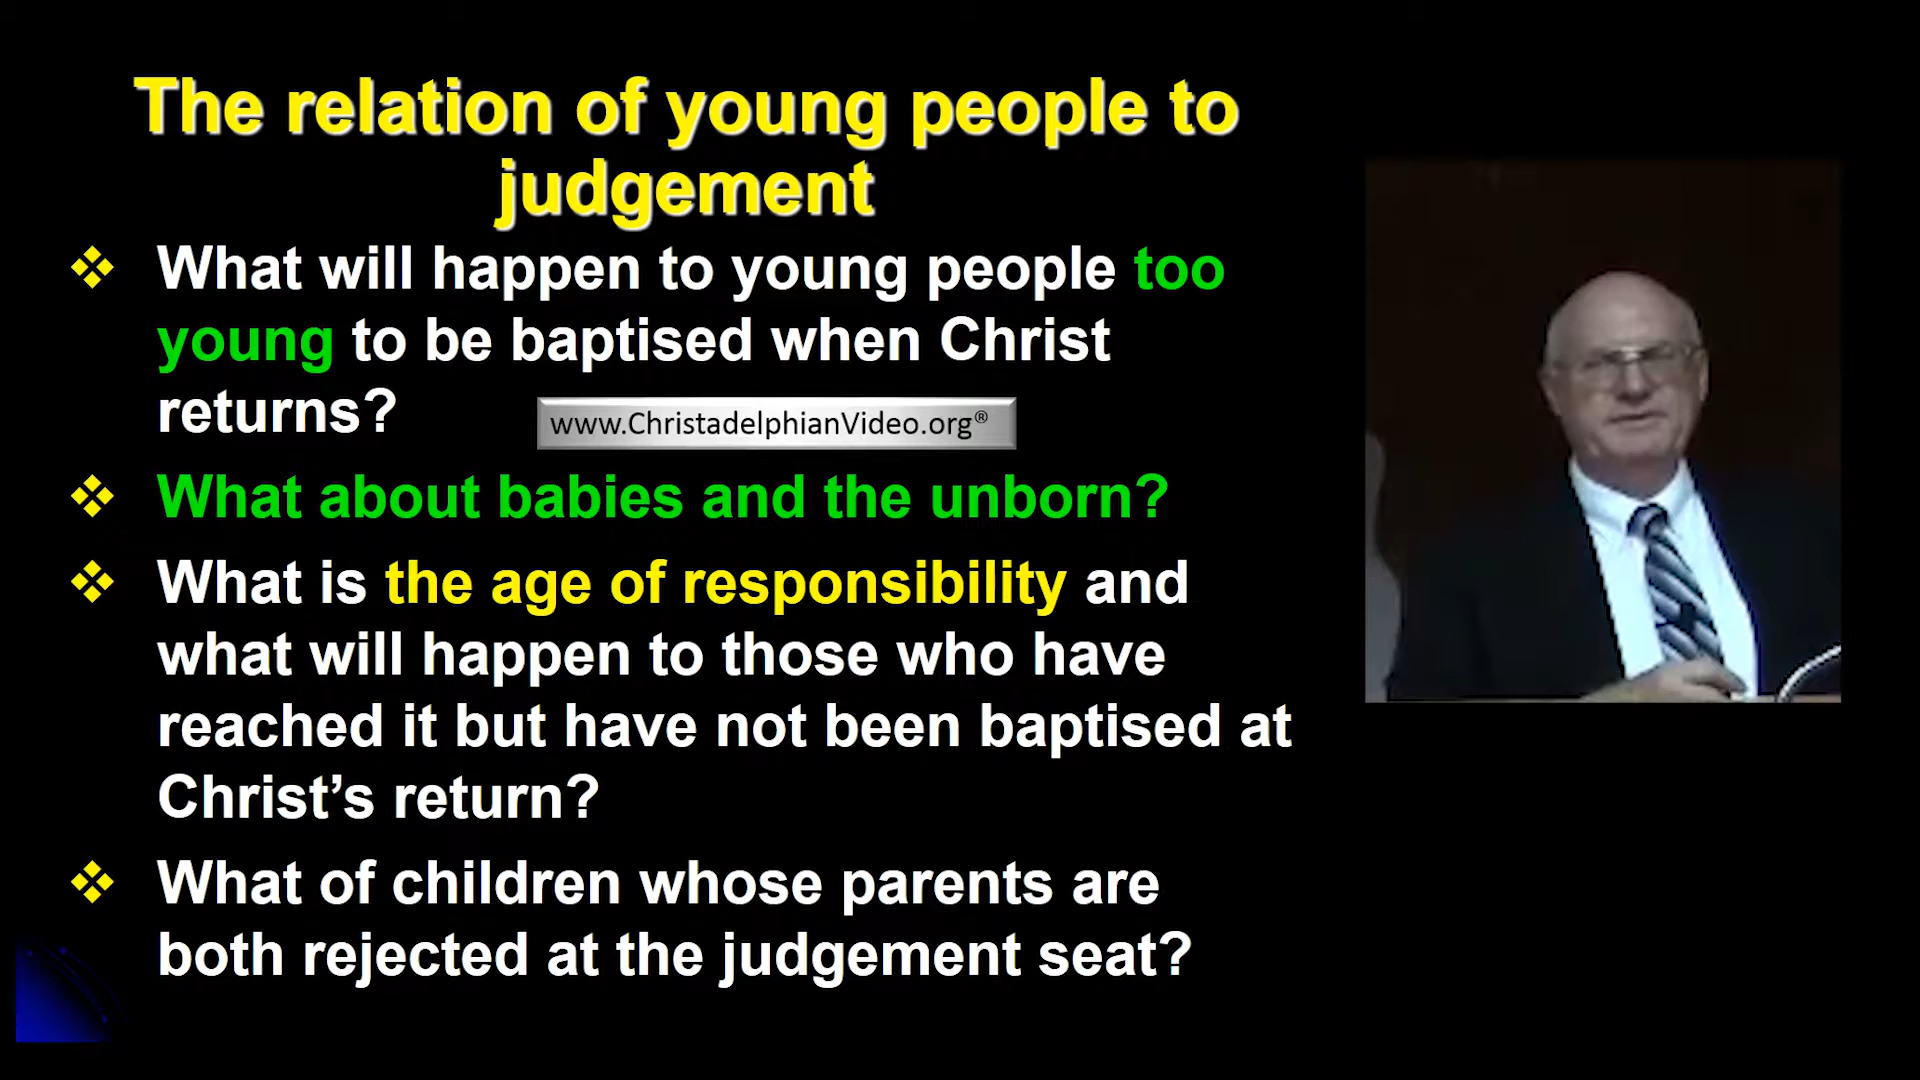 The relation of young people to
judgement
What will happen to young people too
young to be baptised when Christ
returns?
www.ChristadelphianVideo.org®
What about babies and the unborn?
What is the age of responsibility and
what will happen to those who have
reached it but have not been baptised at
Christ’s return?
What of children whose parents are
both rejected at the judgement seat?